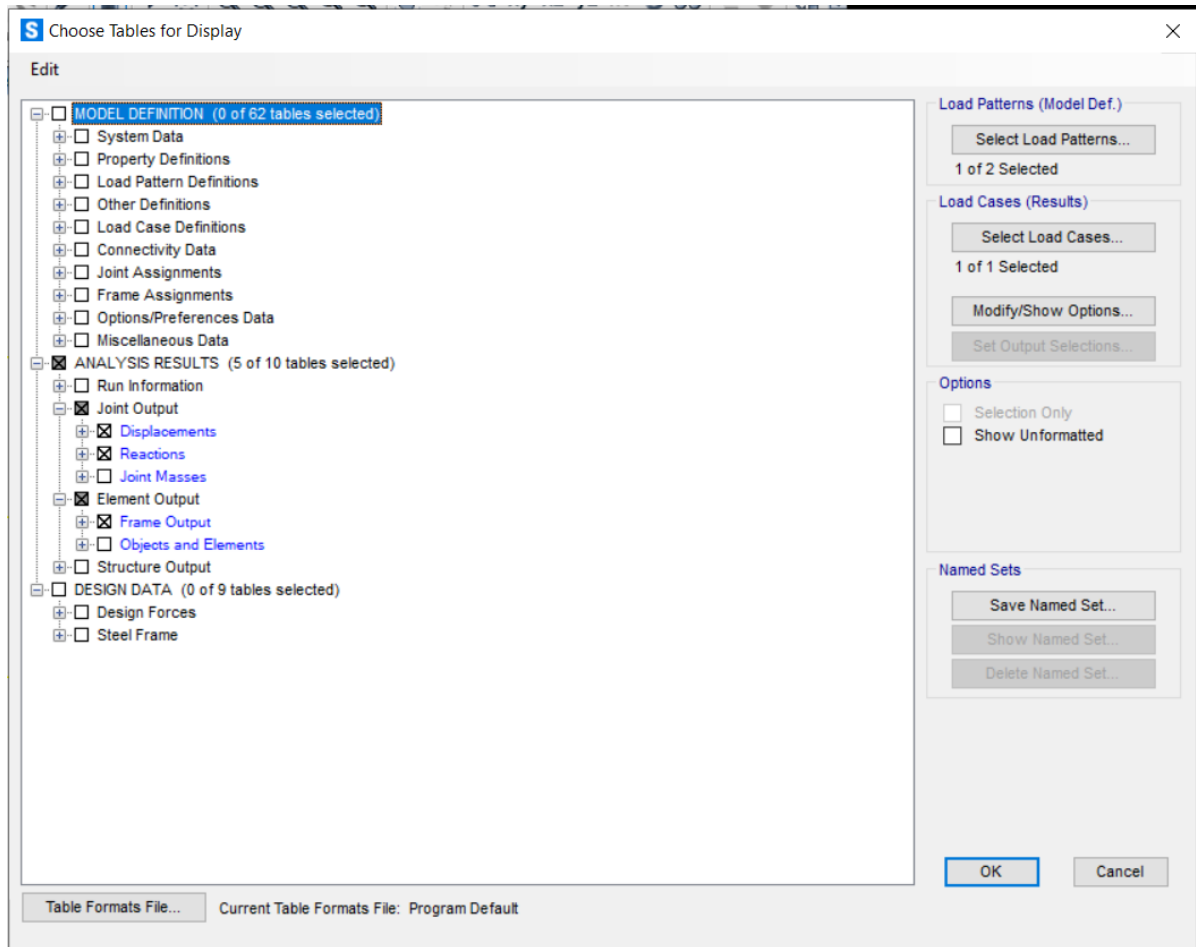 S Choose Tables for Display
Edit
MODEL DEFINITION (0 of 62 tables selected)
System Data
Property Definitions
Load Pattern Definitions
Other Definitions
Load Case Definitions
Connectivity Data
Joint Assignments
Frame Assignments
Options/Preferences Data
Miscellaneous Data
ANALYSIS RESULTS (5 of 10 tables selected)
Run Information
Joint Output
Displacements
Reactions
Joint Masses
Element Output
Frame Output
Objects and Elements
Structure Output
DESIGN DATA (0 of 9 tables selected)
Design Forces
Steel Frame
Load Patterns (Model Def.)
Select Load Patterns...
1 of 2 Selected
Load Cases (Results)
Select Load Cases...
1 of 1 Selected
Modify/Show Options...
Set Output Selections...
Options
Selection Only
Show Unformatted
Named Sets
Save Named Set...
Show Named Set...
Delete Named Set...
OK Cancel
Table Formats File... Current Table Formats File: Program Default